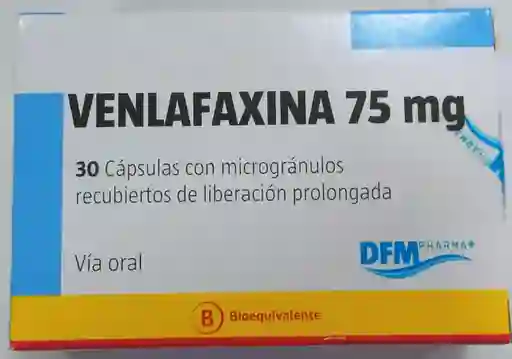 VENLAFAXINA 75 mg
30 Cápsulas con microgránulos
recubiertos de liberación prolongada
Vía oral
DFM PHARMA
B Bioequivalente